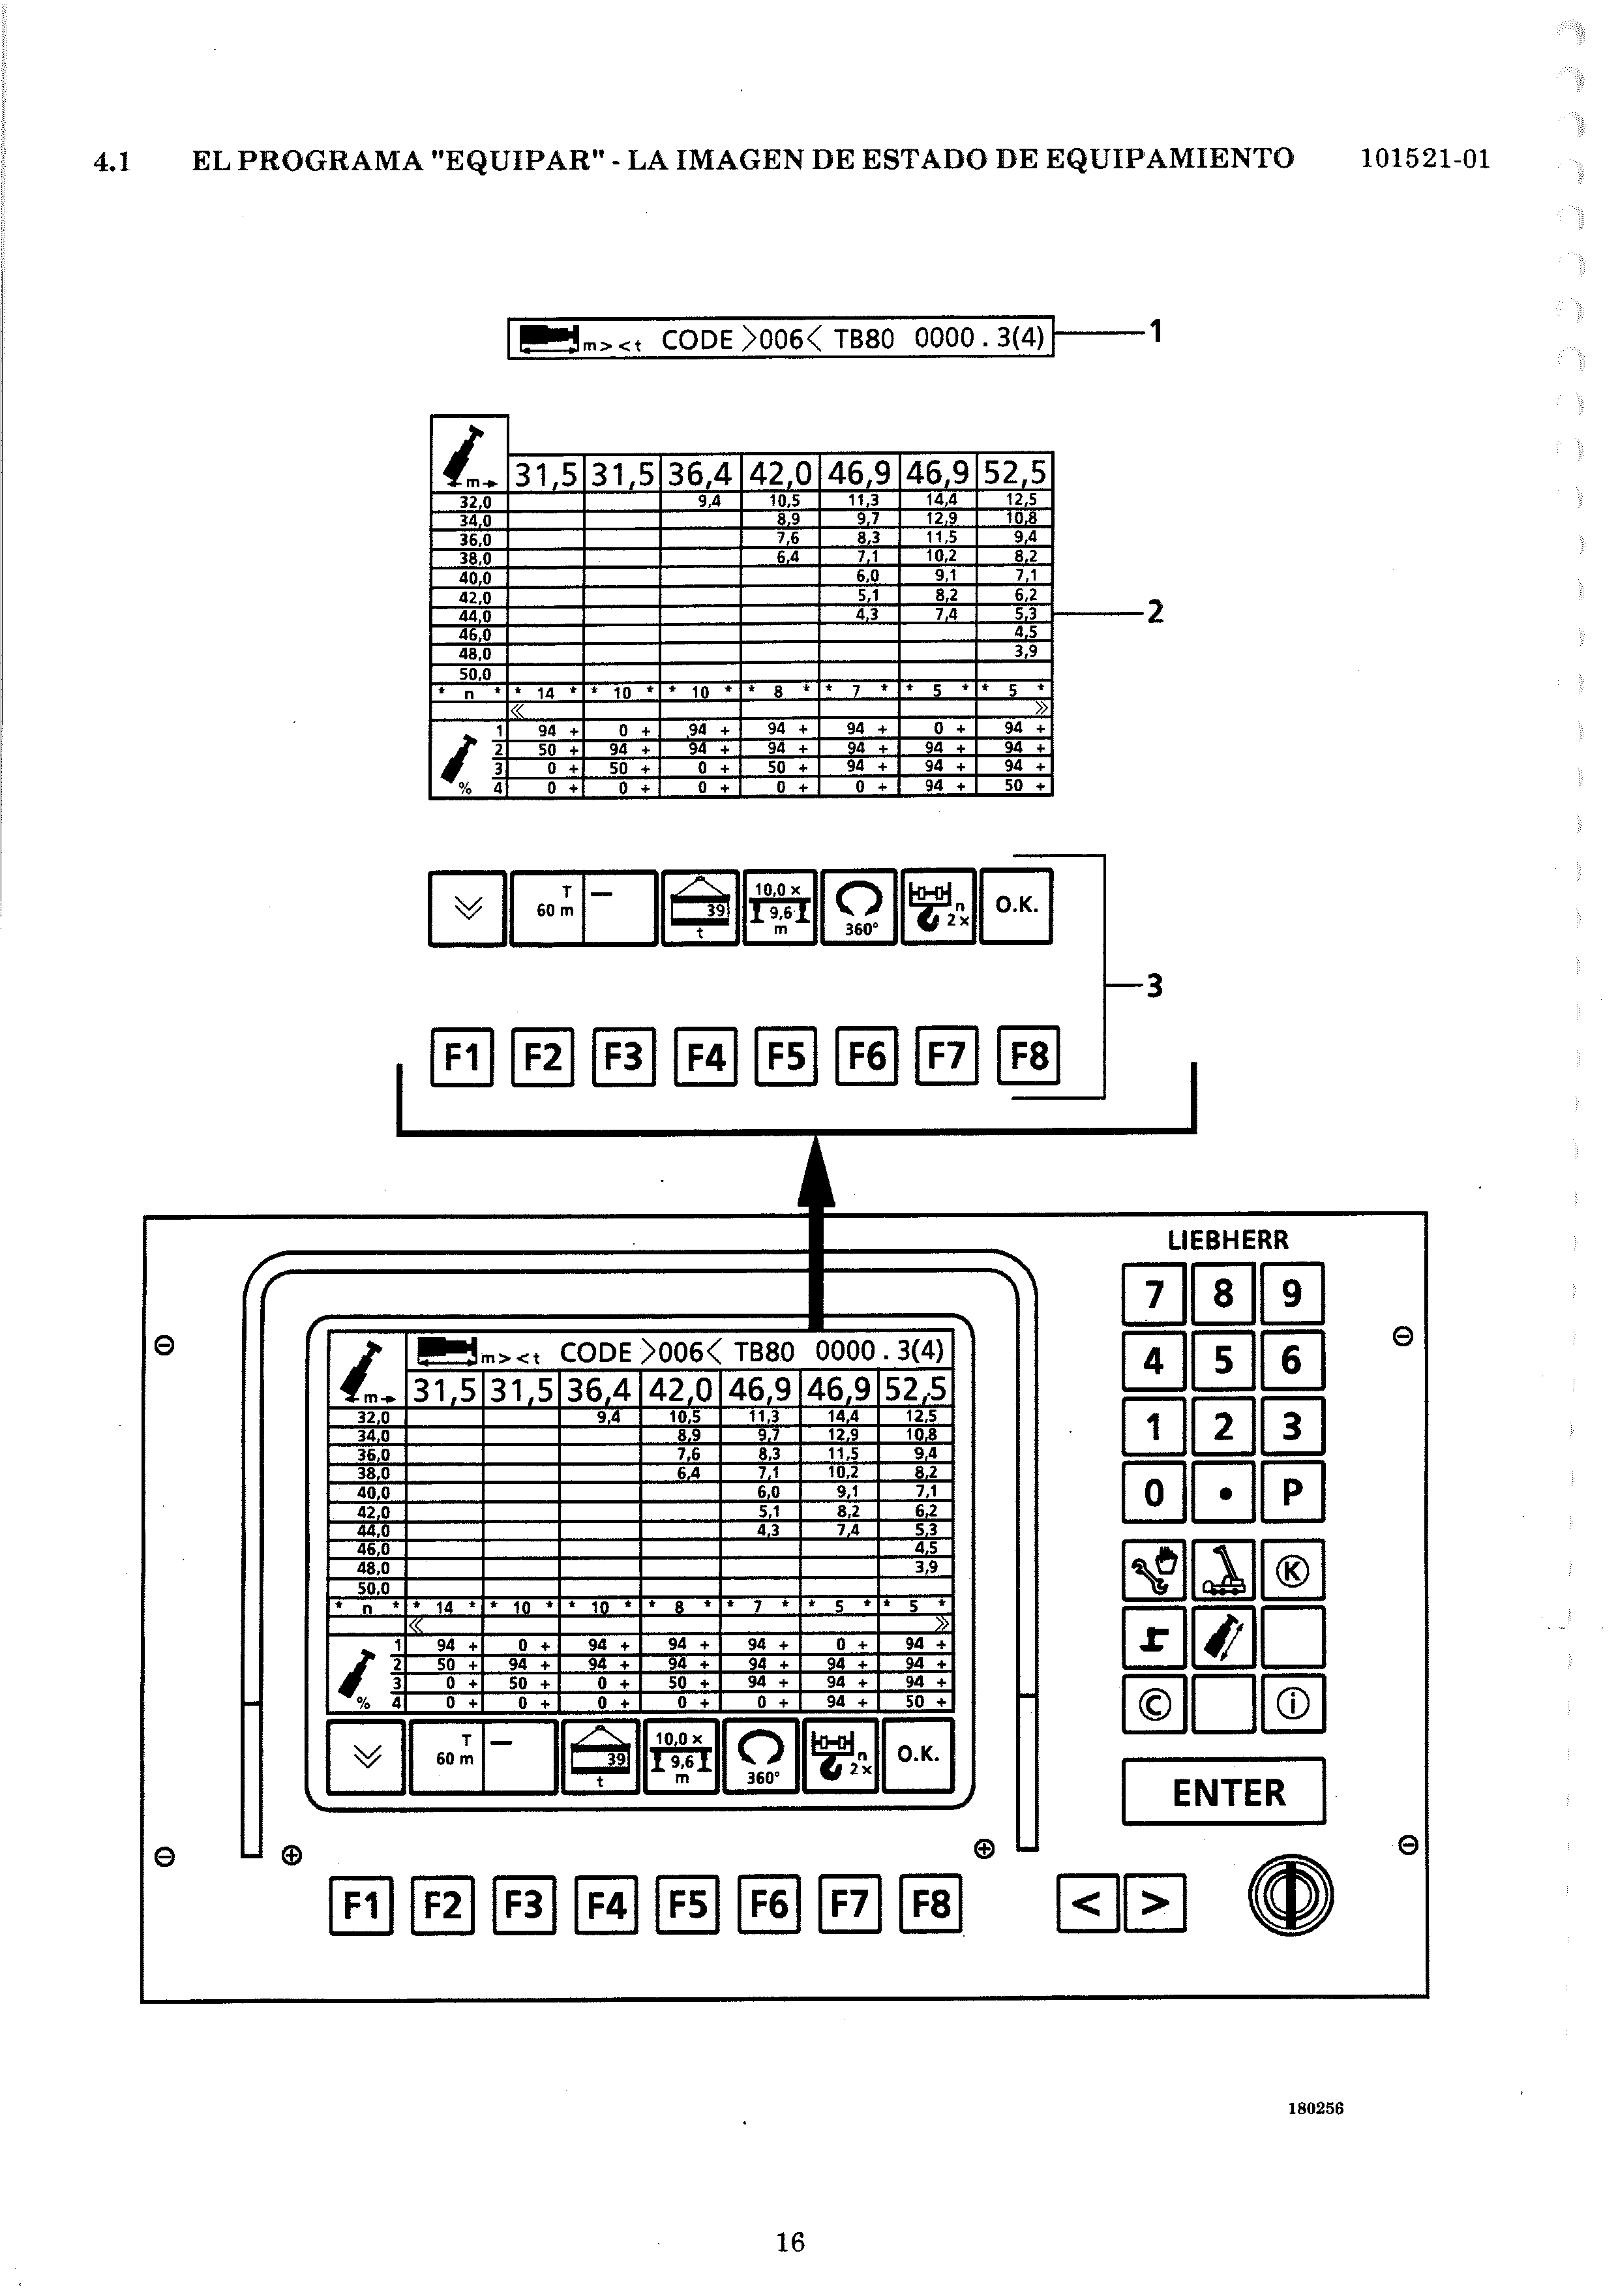 4.1 EL PROGRAMA "EQUIPAR" - LA IMAGEN DE ESTADO DE EQUIPAMIENTO 101521-01
m > < t CODE >006< TB80 0000 . 3(4) 1
m 31,5 31,5 36,4 42,0 46,9 46,9 52,5
32,0 9,4 10,5 11,3 14,4 12,5
34,0 8,9 9,7 12,9 10,8
36,0 7,6 8,3 11,5 9,4
38,0 6,4 7,1 10,2 8,2
40,0 6,0 9,1 7,1
42,0 5,1 8,2 6,2
44,0 4,3 7,4 5,3 2
46,0 4,5
48,0 3,9
50,0
* n * * 14 * * 10 * * 10 * * 8 * * 7 * * 5 * * 5 *
« »
1 94 + 0 + 94 + 94 + 94 + 0 + 94 +
2 50 + 94 + 94 + 94 + 94 + 94 + 94 +
3 0 + 50 + 0 + 50 + 94 + 94 + 94 +
% 4 0 + 0 + 0 + 0 + 0 + 94 + 50 +
T — 10,0 x
60 m 39 9,6 n O.K.
t m 360° 2 x
3
F1 F2 F3 F4 F5 F6 F7 F8
LIEBHERR
7 8 9
m > < t CODE >006< TB80 0000 . 3(4)
4 5 6
m 31,5 31,5 36,4 42,0 46,9 46,9 52,5
32,0 9,4 10,5 11,3 14,4 12,5
1 2 3
34,0 8,9 9,7 12,9 10,8
36,0 7,6 8,3 11,5 9,4
38,0 6,4 7,1 10,2 8,2
40,0 6,0 9,1 7,1
0 • P
42,0 5,1 8,2 6,2
44,0 4,3 7,4 5,3
46,0 4,5
48,0 3,9
K
50,0
* n * * 14 * * 10 * * 10 * * 8 * * 7 * * 5 * * 5 *
« »
1 94 + 0 + 94 + 94 + 94 + 0 + 94 +
2 50 + 94 + 94 + 94 + 94 + 94 + 94 +
3 0 + 50 + 0 + 50 + 94 + 94 + 94 +
% 4 0 + 0 + 0 + 0 + 0 + 94 + 50 +
C i
T — 10,0 x
60 m 39 9,6 n O.K.
t m 360° 2 x
ENTER
F1 F2 F3 F4 F5 F6 F7 F8 < >
180256
16